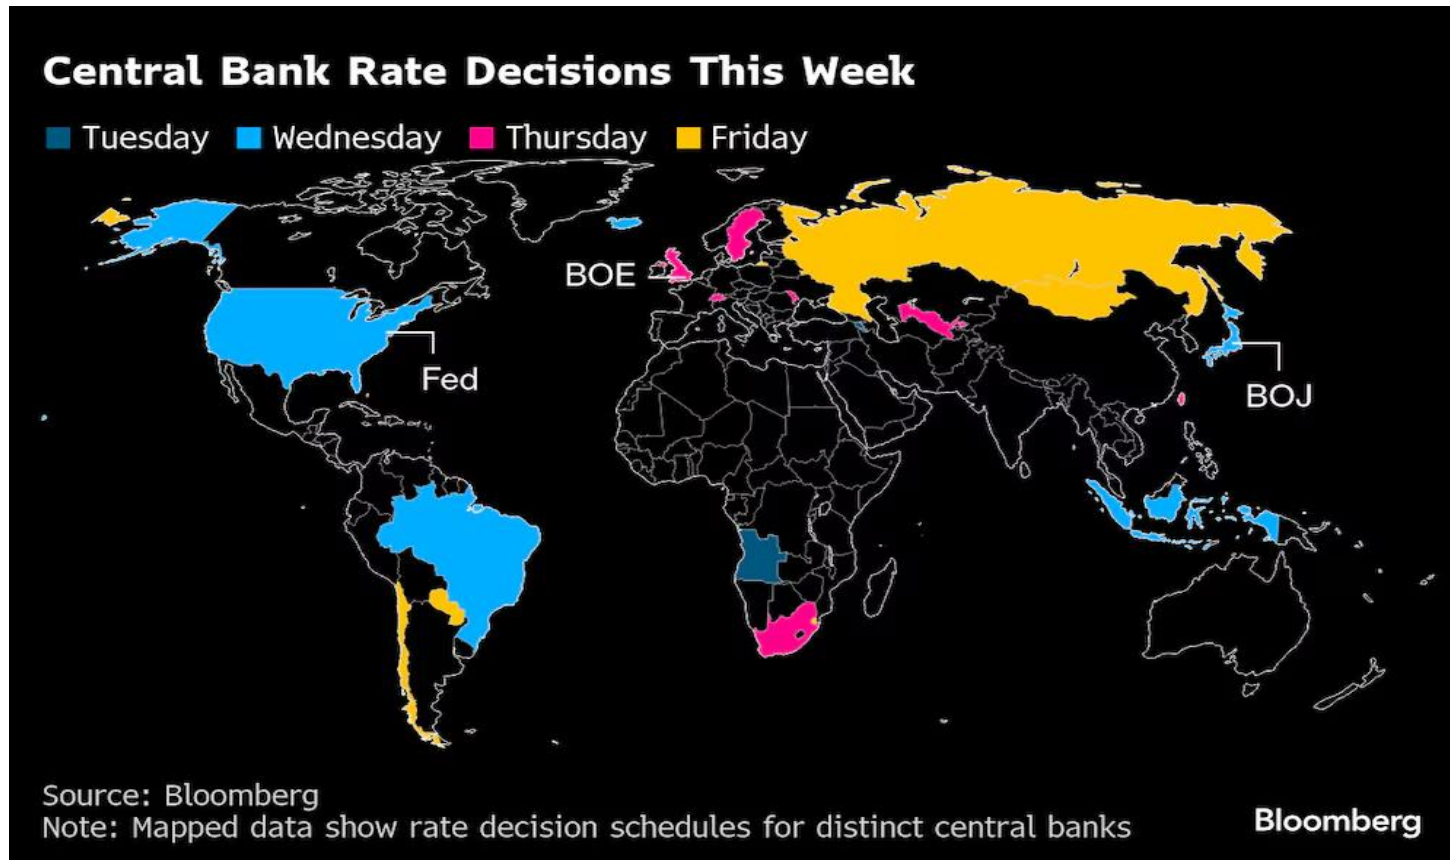 Central Bank Rate Decisions This Week
Tuesday Wednesday Thursday Friday
BOE
Fed
BOJ
Source: Bloomberg
Note: Mapped data show rate decision schedules for distinct central banks
Bloomberg